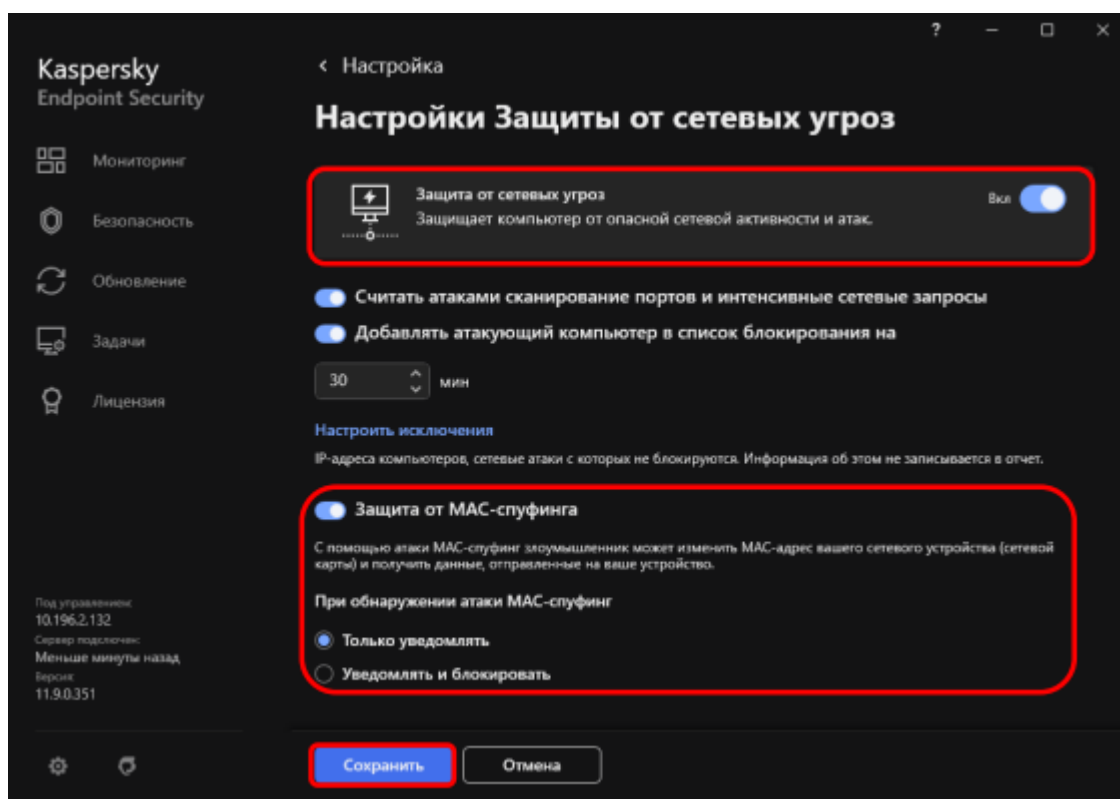 ?
Kaspersky
Endpoint Security
Мониторинг
Безопасность
Обновление
Задачи
Лицензия
Под управлением:
10.196.2.132
Сервер подключен:
Меньше минуты назад
Версия:
11.9.0.351
< Настройка
Настройки Защиты от сетевых угроз
Защита от сетевых угроз
Вкл
Защищает компьютер от опасной сетевой активности и атак.
Считать атаками сканирование портов и интенсивные сетевые запросы
Добавлять атакующий компьютер в список блокирования на
30 мин
Настроить исключения
IP-адреса компьютеров, сетевые атаки с которых не блокируются. Информация об этом не записывается в отчет.
Защита от MAC-спуфинга
С помощью атаки MAC-спуфинг злоумышленник может изменить MAC-адрес вашего сетевого устройства (сетевой
карты) и получить данные, отправленные на ваше устройство.
При обнаружении атаки MAC-спуфинг
Только уведомлять
Уведомлять и блокировать
Сохранить
Отмена